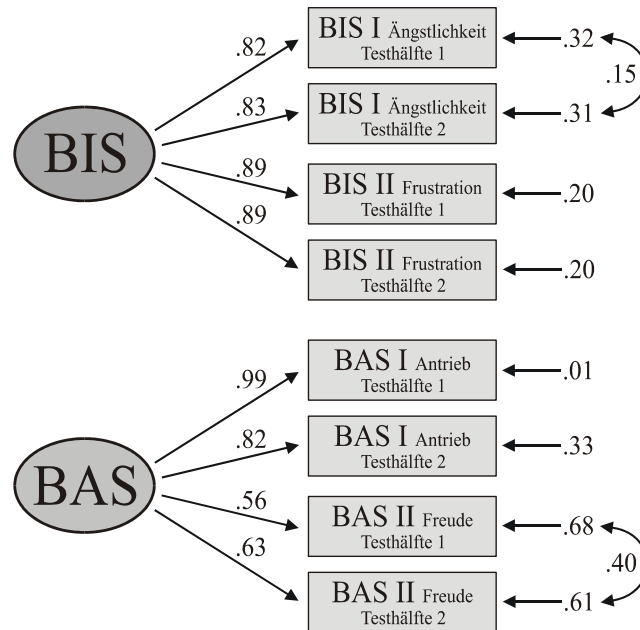 BIS I Ängstlichkeit
Testhälfte 1
.82
.32
.15
BIS I Ängstlichkeit
Testhälfte 2
.83
.31
BIS
BIS II Frustration
Testhälfte 1
.89
.20
BIS II Frustration
Testhälfte 2
.89
.20
BAS I Antrieb
Testhälfte 1
.99
.01
BAS I Antrieb
Testhälfte 2
.82
.33
BAS
BAS II Freude
Testhälfte 1
.56
.68
.40
BAS II Freude
Testhälfte 2
.63
.61